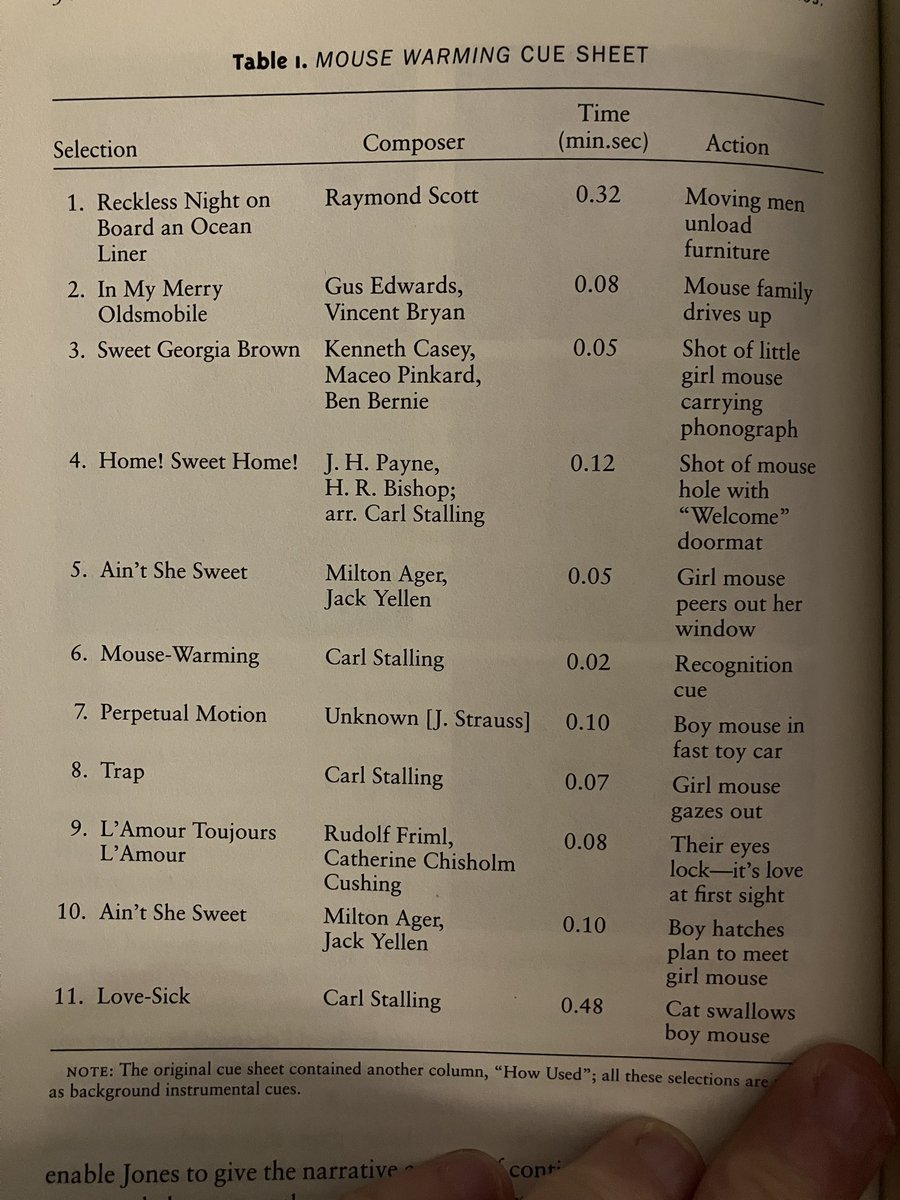 Table 1. MOUSE WARMING CUE SHEET
Time
Selection Composer (min.sec) Action
1. Reckless Night on Raymond Scott 0.32 Moving men
Board an Ocean unload
Liner furniture
2. In My Merry Gus Edwards, 0.08 Mouse family
Oldsmobile Vincent Bryan drives up
3. Sweet Georgia Brown Kenneth Casey, 0.05 Shot of little
Maceo Pinkard, girl mouse
Ben Bernie carrying
phonograph
4. Home! Sweet Home! J. H. Payne, 0.12 Shot of mouse
H. R. Bishop; hole with
arr. Carl Stalling “Welcome”
doormat
5. Ain’t She Sweet Milton Ager, 0.05 Girl mouse
Jack Yellen peers out her
window
6. Mouse-Warming Carl Stalling 0.02 Recognition
cue
7. Perpetual Motion Unknown [J. Strauss] 0.10 Boy mouse in
fast toy car
8. Trap Carl Stalling 0.07 Girl mouse
gazes out
9. L’Amour Toujours Rudolf Friml, 0.08 Their eyes
L’Amour Catherine Chisholm lock—it’s love
Cushing at first sight
10. Ain’t She Sweet Milton Ager, 0.10 Boy hatches
Jack Yellen plan to meet
girl mouse
11. Love-Sick Carl Stalling 0.48 Cat swallows
boy mouse
NOTE: The original cue sheet contained another column, “How Used”; all these selections are
as background instrumental cues.
enable Jones to give the narrative